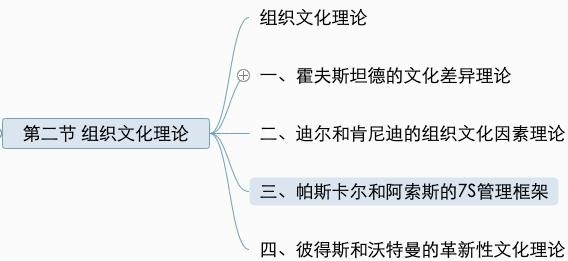 组织文化理论
一、霍夫斯坦德的文化差异理论
第二节 组织文化理论
二、迪尔和肯尼迪的组织文化因素理论
三、帕斯卡尔和阿索斯的7S管理框架
四、彼得斯和沃特曼的革新性文化理论